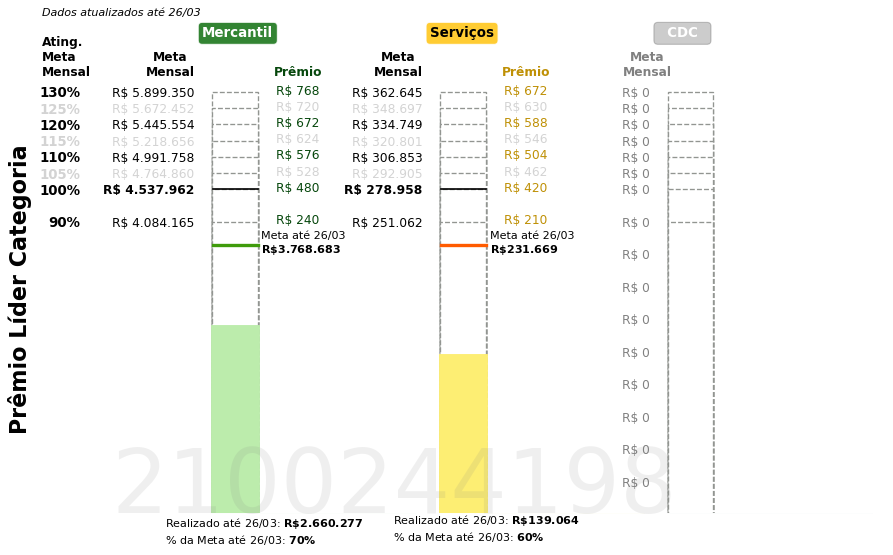 Dados atualizados até 26/03
Mercantil Serviços CDC
Ating. Meta Mensal
Meta Mensal Prêmio Meta Mensal Prêmio Meta Mensal
130% R$ 5.899.350 R$ 768 R$ 362.645 R$ 672 R$ 0
125% R$ 5.672.452 R$ 720 R$ 348.697 R$ 630 R$ 0
120% R$ 5.445.554 R$ 672 R$ 334.749 R$ 588 R$ 0
115% R$ 5.218.656 R$ 624 R$ 320.801 R$ 546 R$ 0
110% R$ 4.991.758 R$ 576 R$ 306.853 R$ 504 R$ 0
105% R$ 4.764.860 R$ 528 R$ 292.905 R$ 462 R$ 0
100% R$ 4.537.962 R$ 480 R$ 278.958 R$ 420 R$ 0
90% R$ 4.084.165 R$ 240 R$ 251.062 R$ 210 R$ 0
Meta até 26/03 Meta até 26/03
R$3.768.683 R$231.669
R$ 0
R$ 0
R$ 0
R$ 0
R$ 0
R$ 0
R$ 0
R$ 0
Prêmio Líder Categoria
2100244198
Realizado até 26/03: R$2.660.277 Realizado até 26/03: R$139.064
% da Meta até 26/03: 70% % da Meta até 26/03: 60%